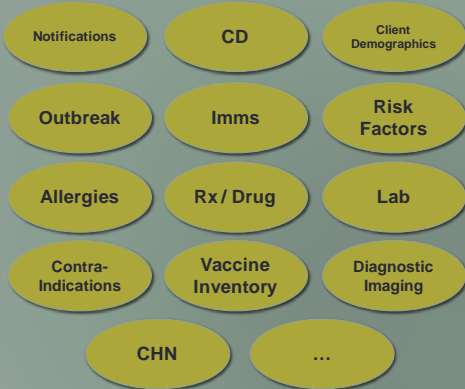 Notifications
CD
Client
Demographics
Outbreak
Imms
Risk
Factors
Allergies
Rx / Drug
Lab
Contra-
Indications
Vaccine
Inventory
Diagnostic
Imaging
CHN
...